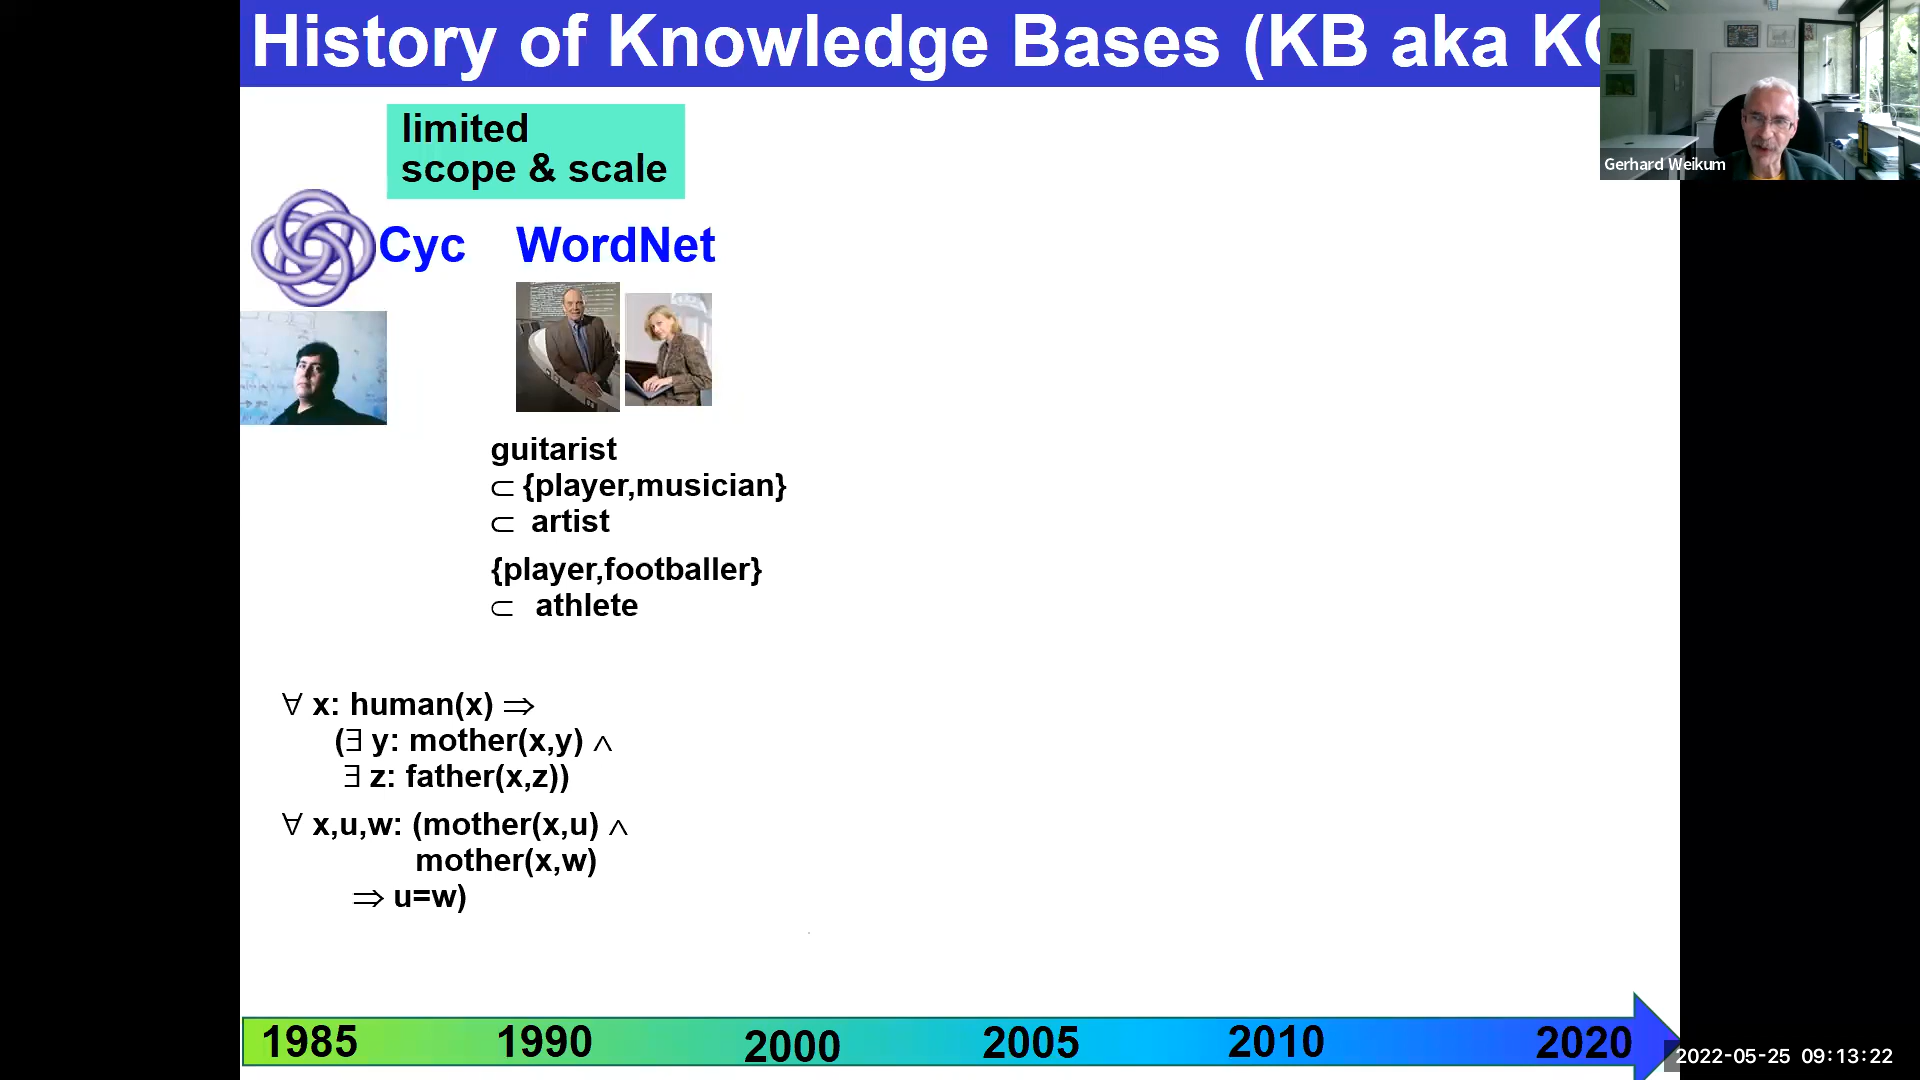 History of Knowledge Bases (KB aka K
Gerhard Weikum
limited
scope & scale
Cyc WordNet
guitarist
⊂ {player,musician}
⊂ artist
{player,footballer}
⊂ athlete
∀ x: human(x) ⇒
(∃ y: mother(x,y) ∧
∃ z: father(x,z))
∀ x,u,w: (mother(x,u) ∧
mother(x,w)
⇒ u=w)
1985 1990 2000 2005 2010 2020
2022-05-25 09:13:22